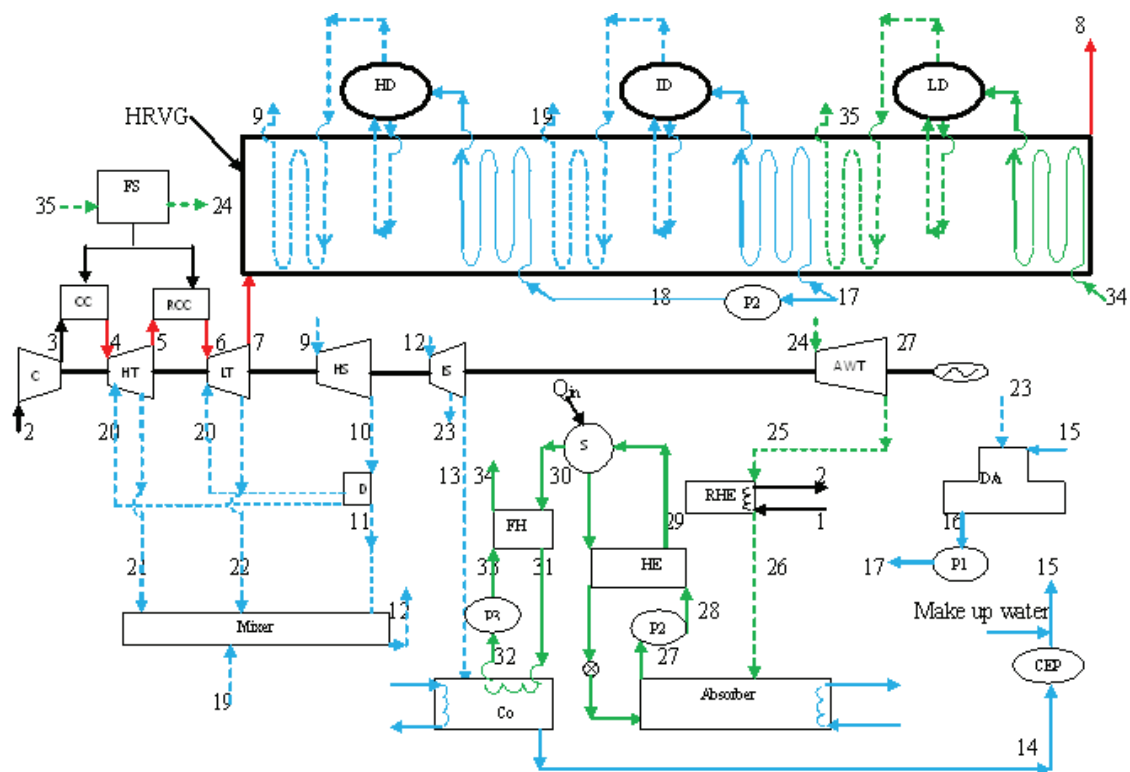 8
HD
ID
LD
9
19
35
HRVG
FS
35
24
CC
RCC
18
P2
17
34
3
4
5
6
7
9
12
24
27
C
HT
LT
HS
IS
AWT
Qin
2
20
20
10
23
S
30
25
23
15
13
34
D
RHE
2
DA
11
FH
29
1
16
33
31
HE
26
17
P1
15
21
22
28
12
P3
P2
Make up water
Mixer
32
27
CEP
19
Absorber
Co
14